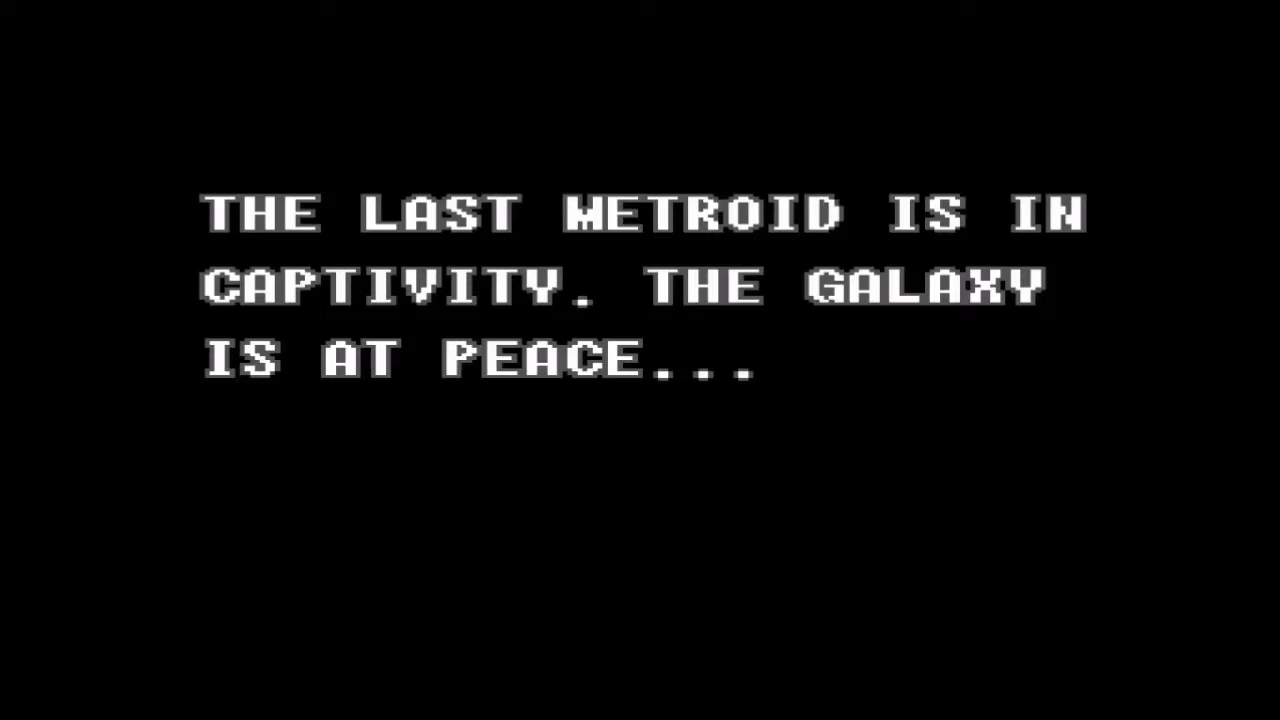 THE LAST METROID IS IN
CAPTIVITY. THE GALAXY
IS AT PEACE...